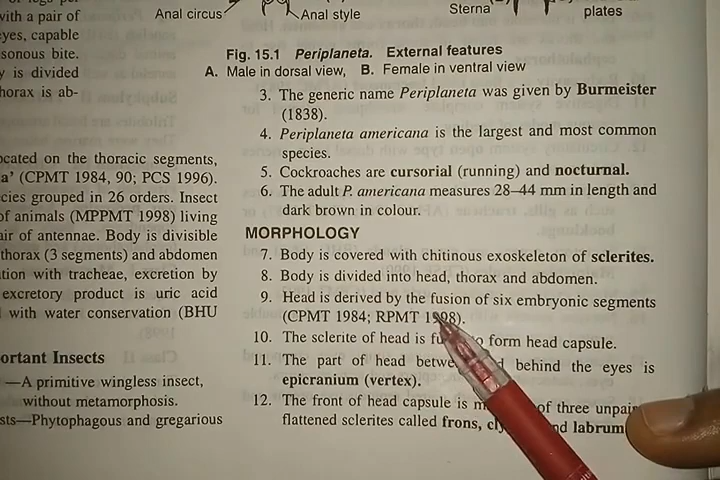 Anal circus
Anal style
Sterna
plates
Fig. 15.1 Periplaneta. External features
A. Male in dorsal view, B. Female in ventral view
with a pair of
eyes, capable
sonous bite.
y is divided
horax is ab-
ocated on the thoracic segments,
a' (CPMT 1984, 90; PCS 1996).
cies grouped in 26 orders. Insect
of animals (MPPMT 1998) living
air of antennae. Body is divisible
thorax (3 segments) and abdomen
tion with tracheae, excretion by
excretory product is uric acid
with water conservation (BHU
ortant Insects
—A primitive wingless insect,
without metamorphosis.
sts—Phytophagous and gregarious
3. The generic name Periplaneta was given by Burmeister
(1838).
4. Periplaneta americana is the largest and most common
species.
5. Cockroaches are cursorial (running) and nocturnal.
6. The adult P. americana measures 28–44 mm in length and
dark brown in colour.
MORPHOLOGY
7. Body is covered with chitinous exoskeleton of sclerites.
8. Body is divided into head, thorax and abdomen.
9. Head is derived by the fusion of six embryonic segments
(CPMT 1984; RPMT 1998).
10. The sclerite of head is fu to form head capsule.
11. The part of head betwe d behind the eyes is
epicranium (vertex).
12. The front of head capsule is m of three unpai
flattened sclerites called frons, cl nd labrum